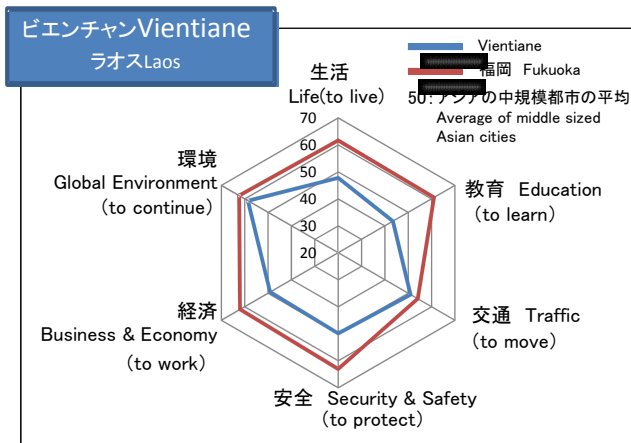 ビエンチャンVientiane
ラオスLaos
Vientiane
福岡 Fukuoka
50：アジアの中規模都市の平均
Average of middle sized
Asian cities
生活
Life(to live)
教育 Education
(to learn)
交通 Traffic
(to move)
安全 Security & Safety
(to protect)
経済
Business & Economy
(to work)
環境
Global Environment
(to continue)
70
60
50
40
30
20